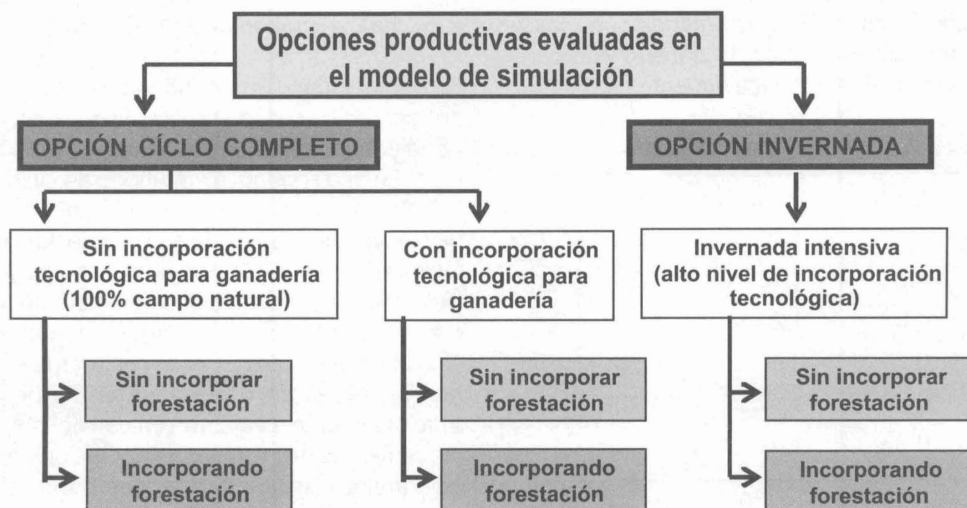 Opciones productivas evaluadas en
el modelo de simulación
OPCIÓN CÍCLO COMPLETO
OPCIÓN INVERNADA
Sin incorporación
tecnológica para ganadería
(100% campo natural)
Con incorporación
tecnológica para
ganadería
Invernada intensiva
(alto nivel de incorporación
tecnológica)
Sin incorporar
forestación
Sin incorporar
forestación
Sin incorporar
forestación
Incorporando
forestación
Incorporando
forestación
Incorporando
forestación